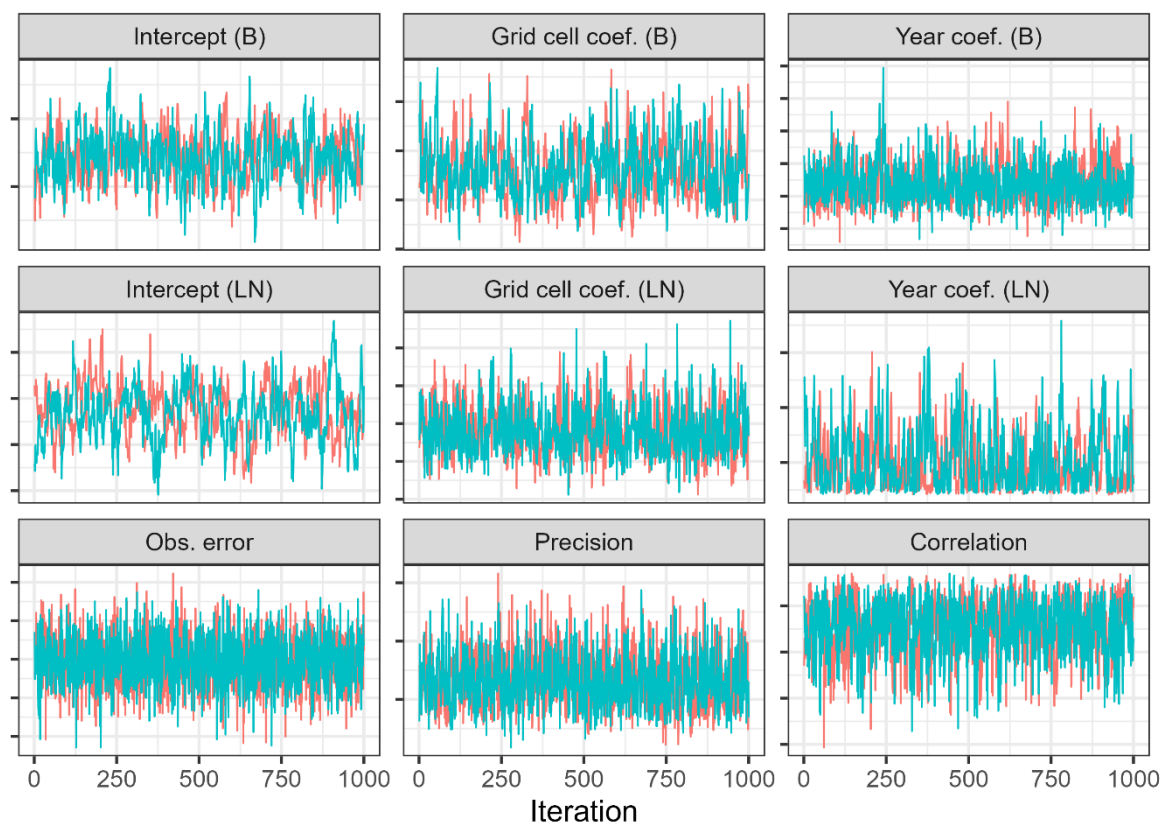 Intercept (B)
Grid cell coef. (B)
Year coef. (B)
Intercept (LN)
Grid cell coef. (LN)
Year coef. (LN)
Obs. error
Precision
Correlation
0 250 500 750 1000
0 250 500 750 1000
0 250 500 750 1000
Iteration